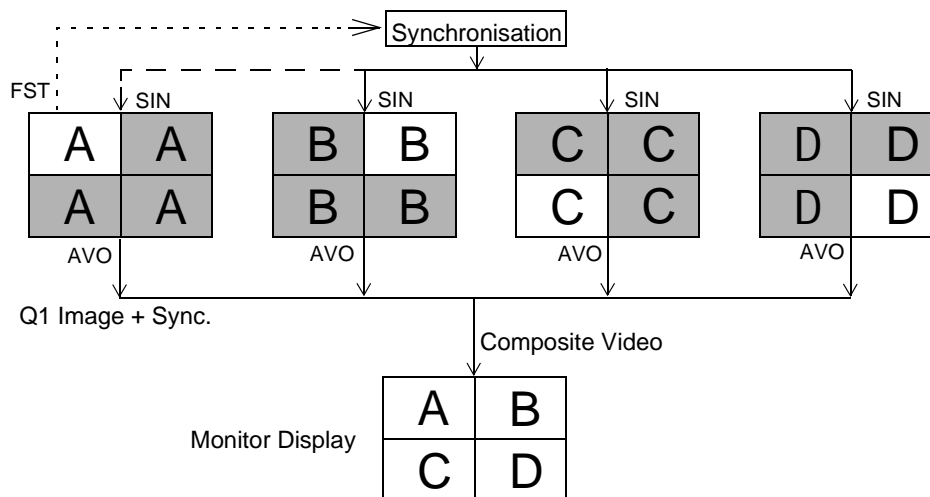 Synchronisation
FST
SIN SIN SIN SIN
A A B B C C D D
A A B B C C D D
AVO AVO AVO AVO
Q1 Image + Sync.
Composite Video
A B
Monitor Display
C D